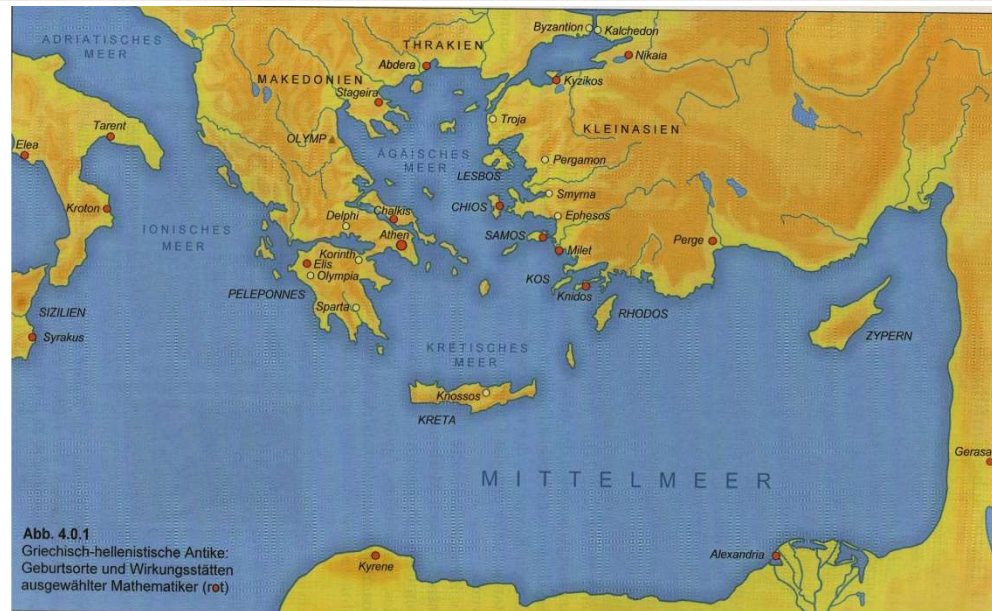 ADRIATISCHES
MEER
Byzantion
Kalchedon
THRAKIEN
Abdera
Nikaia
MAKEDONIEN
Stageira
Kyzikos
Troja
KLEINASIEN
Tarent
Elea
OLYMP
ÄGÄISCHES
MEER
LESBOS
Pergamon
Kroton
IONISCHES
MEER
Delphi
Chalkis
CHIOS
Smyrna
Ephesos
Athen
SAMOS
Milet
Perge
Korinth
Elis
Olympia
PELEPONNES
Sparta
KOS
Knidos
RHODOS
SIZILIEN
Syrakus
ZYPERN
KRETISCHES
MEER
Knossos
KRETA
Gerasa
MITTELMEER
Abb. 4.0.1
Griechisch-hellenistische Antike:
Geburtsorte und Wirkungsstätten
ausgewählter Mathematiker (rot)
Kyrene
Alexandria